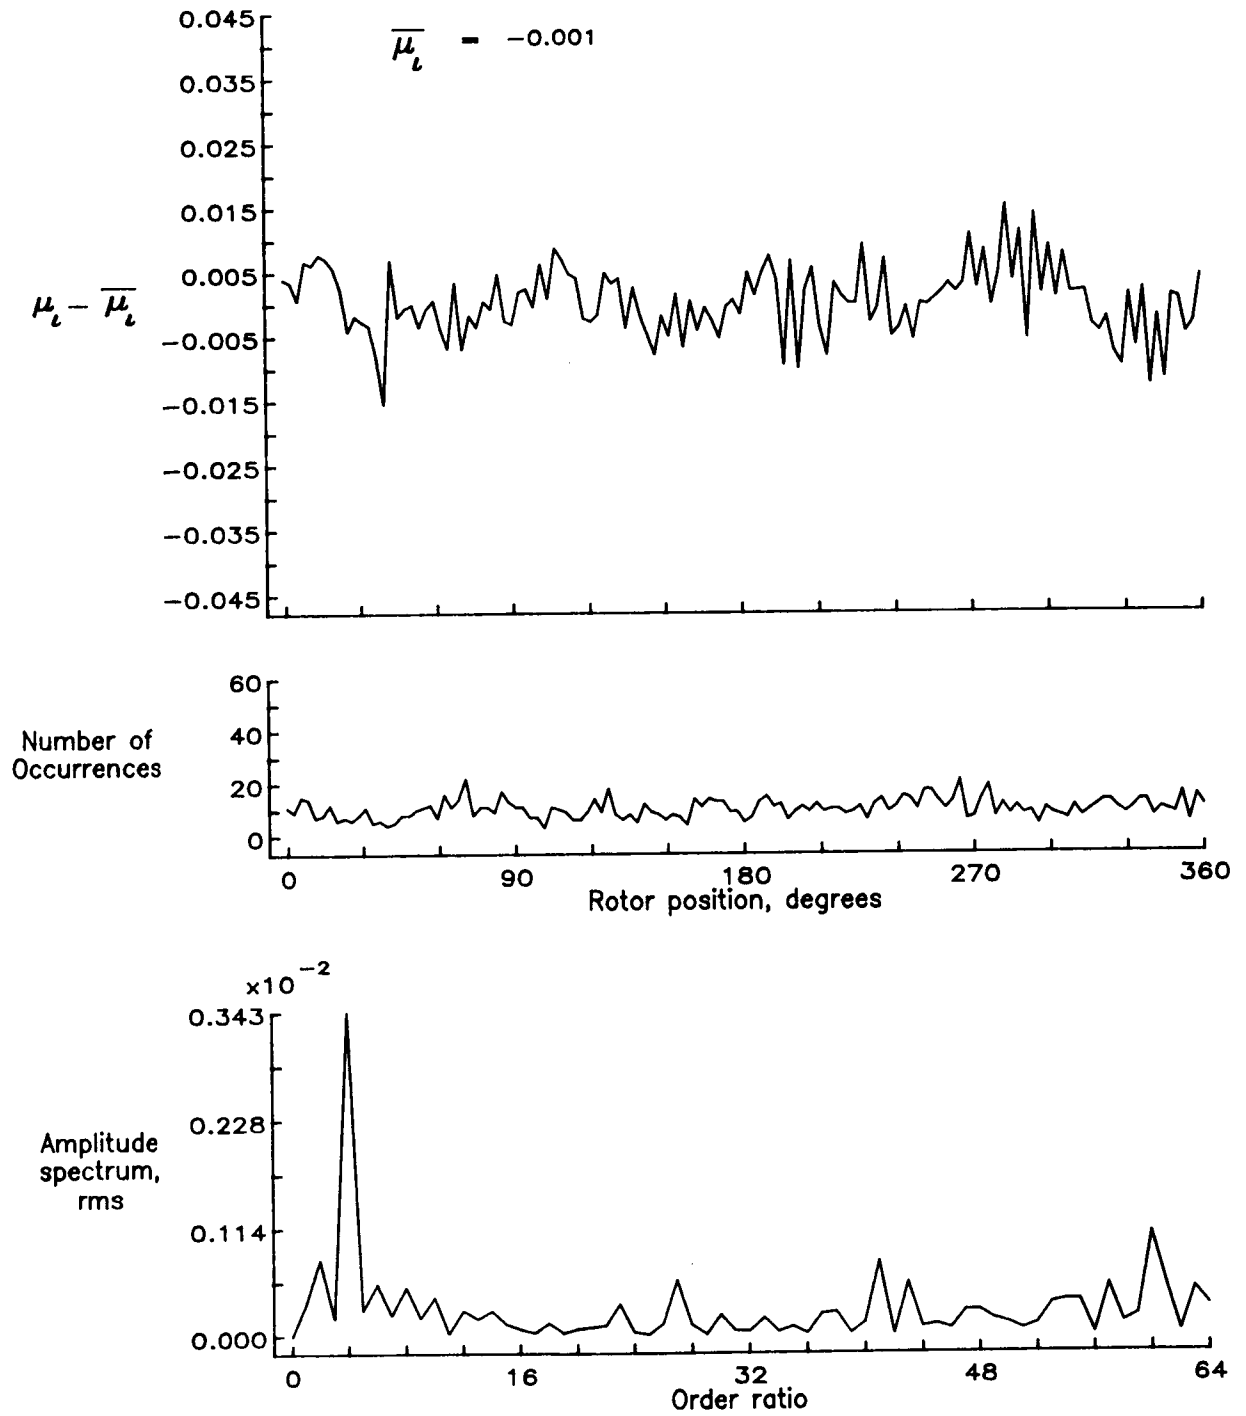 0.045
μ̅ι = -0.001
0.035
0.025
0.015
0.005
μι - μ̅ι
-0.005
-0.015
-0.025
-0.035
-0.045
60
Number of
Occurrences
40
20
0
0 90 180 270 360
Rotor position, degrees
x10⁻²
0.343
0.228
Amplitude
spectrum,
rms
0.114
0.000
0 16 32 48 64
Order ratio